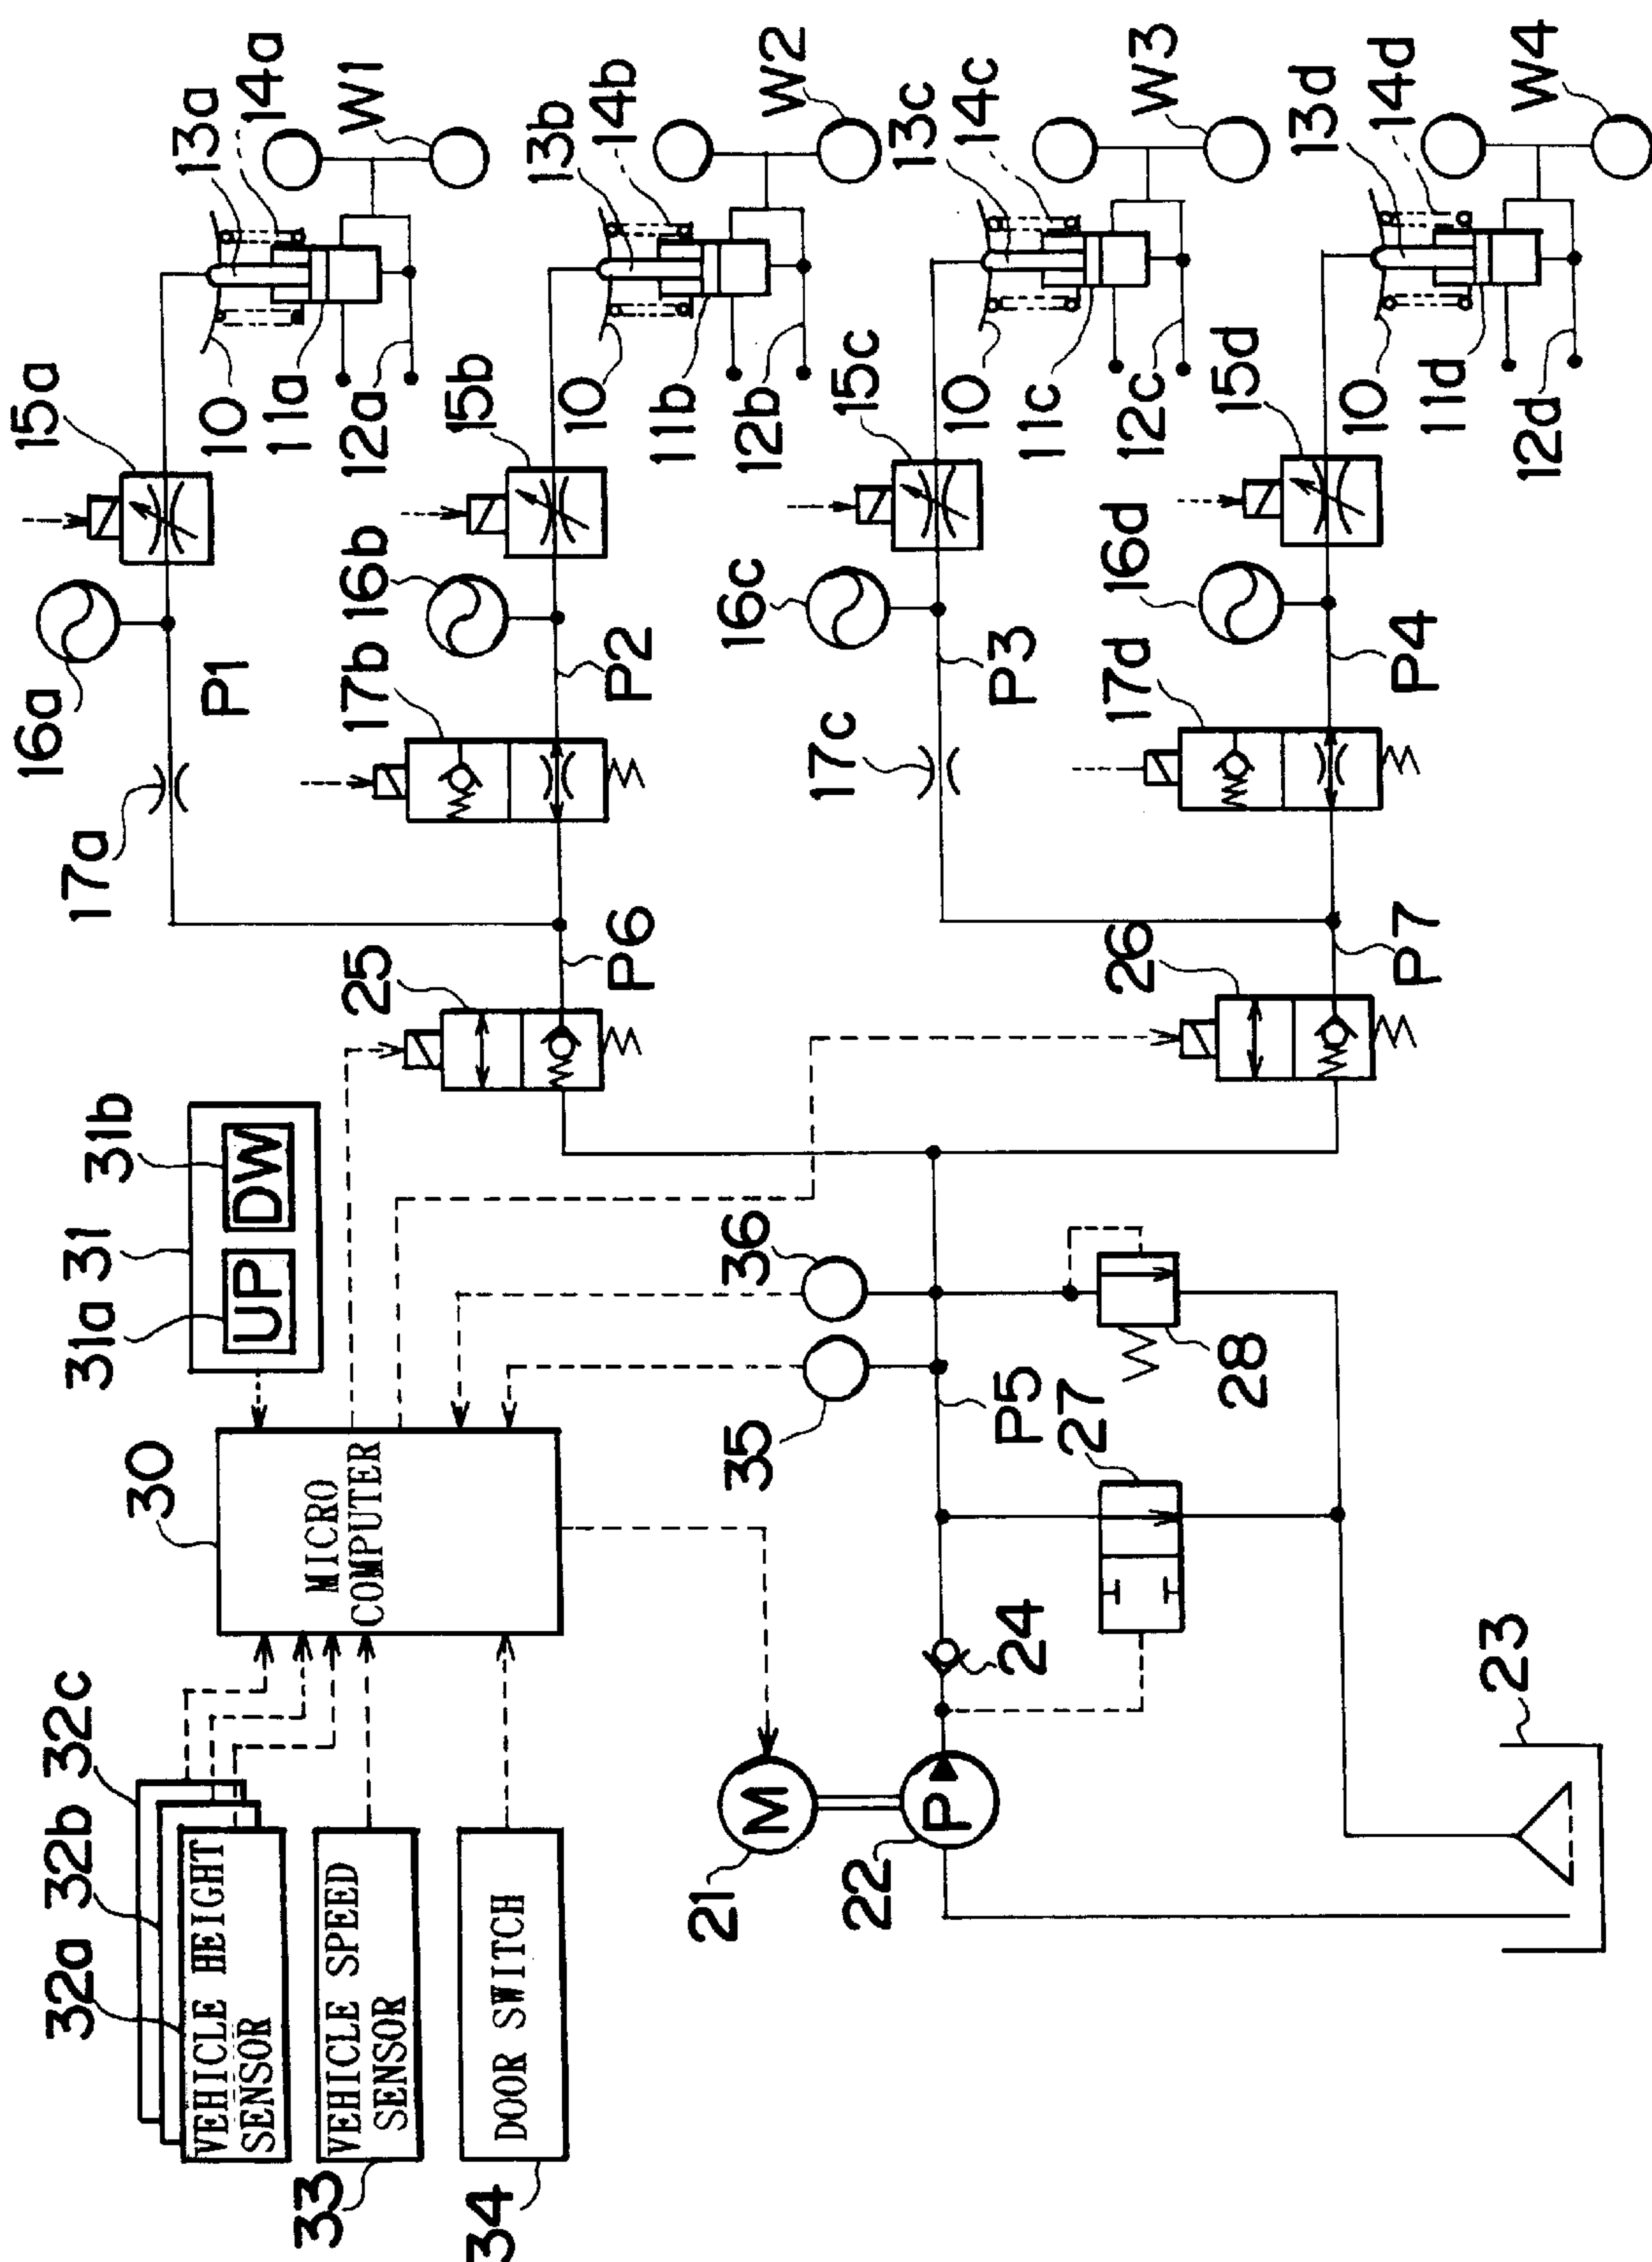 32a 32b 32c
VEHICLE HEIGHT
SENSOR
33
VEHICLE SPEED
SENSOR
34
DOOR SWITCH
30
MICRO
COMPUTER
31a 31 31b
UP DW
21
M
22
P
23
24
35
36
P5
27
28
25
P6
26
P7
17a
P1
16a
15a
10
11a
12a
13a
14a
W1
17b
16b
P2
15b
10
11b
12b
13b
14b
W2
17c
16c
P3
15c
10
11c
12c
13c
14c
W3
17d
16d
P4
15d
10
11d
12d
13d
14d
W4